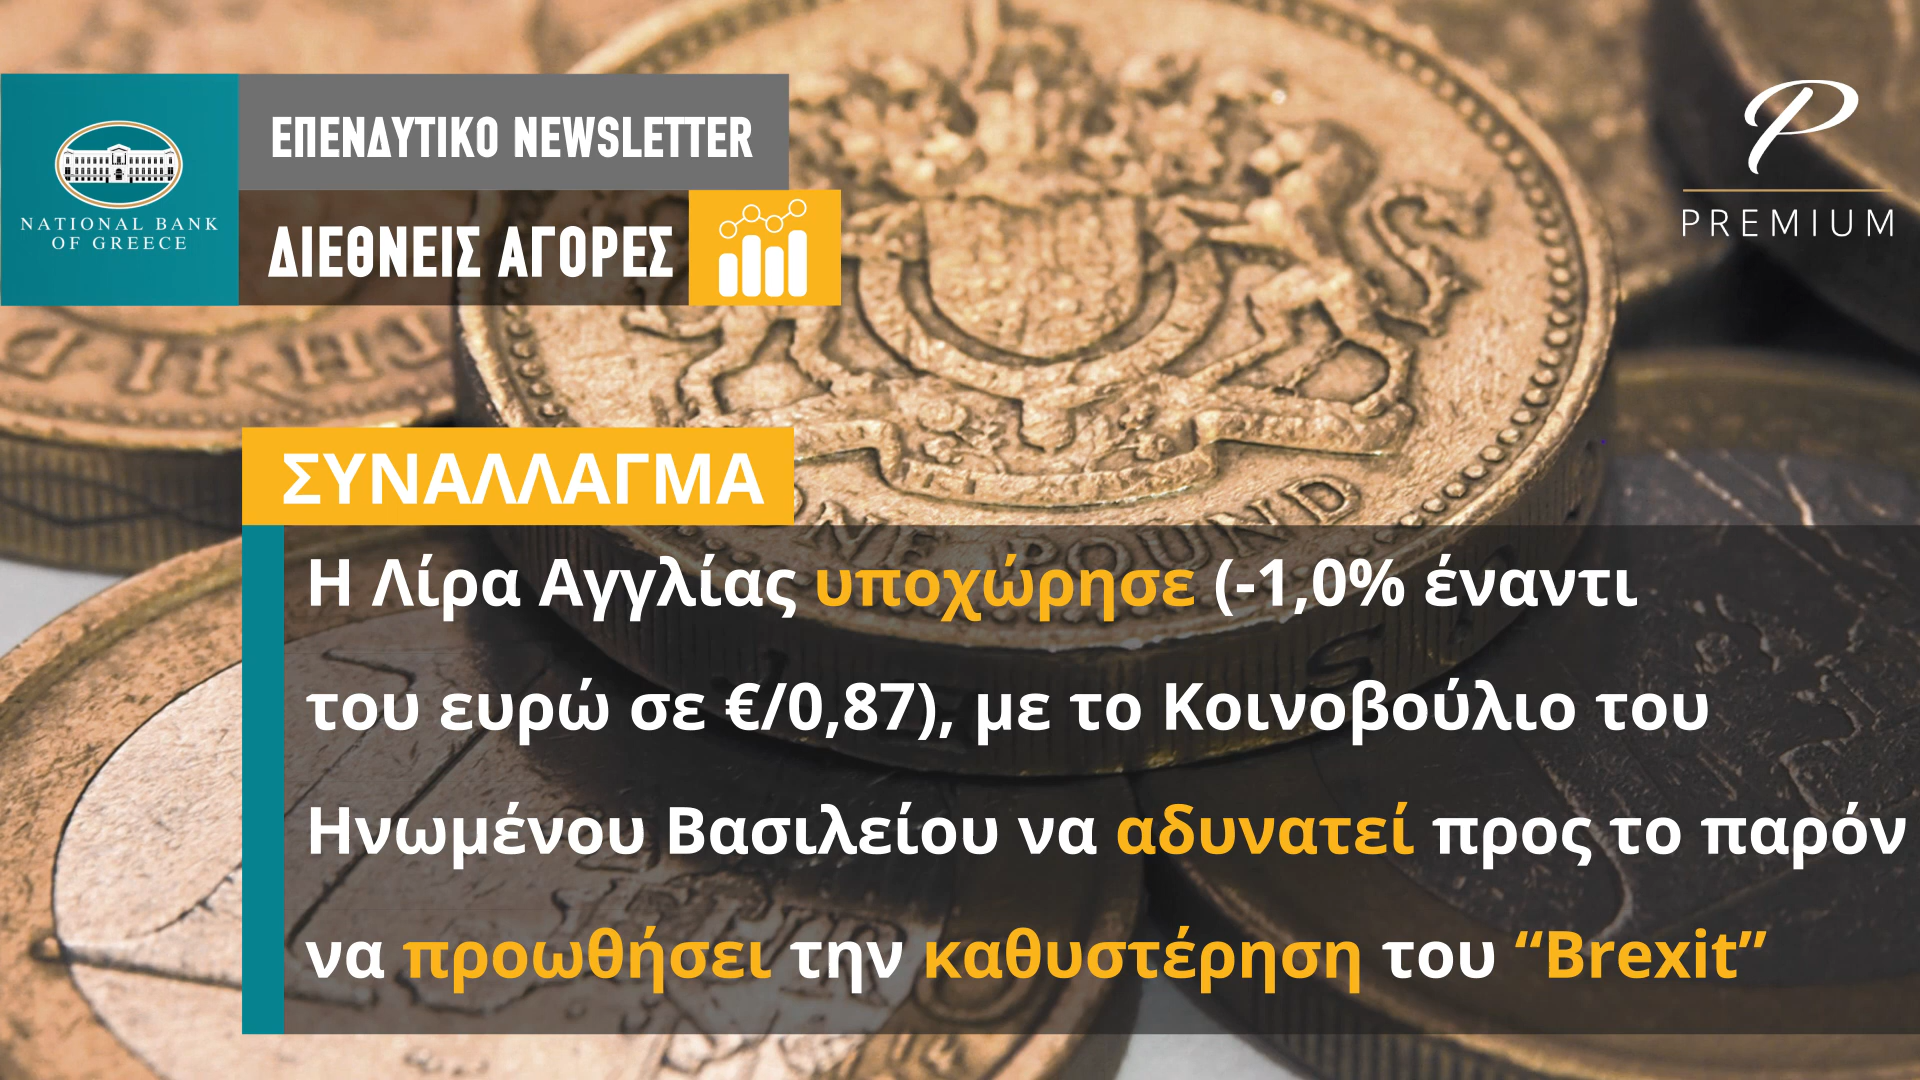 ΕΠΕΝΔΥΤΙΚΟ NEWSLETTER
NATIONAL BANK
OF GREECE
ΔΙΕΘΝΕΙΣ ΑΓΟΡΕΣ
P
PREMIUM
ΣΥΝΑΛΛΑΓΜΑ
ONE POUND
Η Λίρα Αγγλίας υποχώρησε (-1,0% έναντι
του ευρώ σε €/0,87), με το Κοινοβούλιο του
Ηνωμένου Βασιλείου να αδυνατεί προς το παρόν
να προωθήσει την καθυστέρηση του “Brexit”